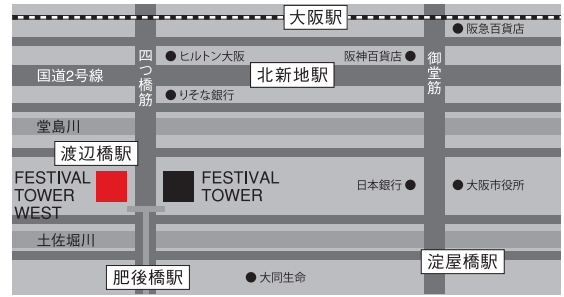 大阪駅
阪急百貨店
四つ橋筋
ヒルトン大阪
阪神百貨店
御堂筋
国道2号線
北新地駅
りそな銀行
堂島川
渡辺橋駅
FESTIVAL
TOWER
WEST
FESTIVAL
TOWER
日本銀行
大阪市役所
土佐堀川
淀屋橋駅
肥後橋駅
大同生命